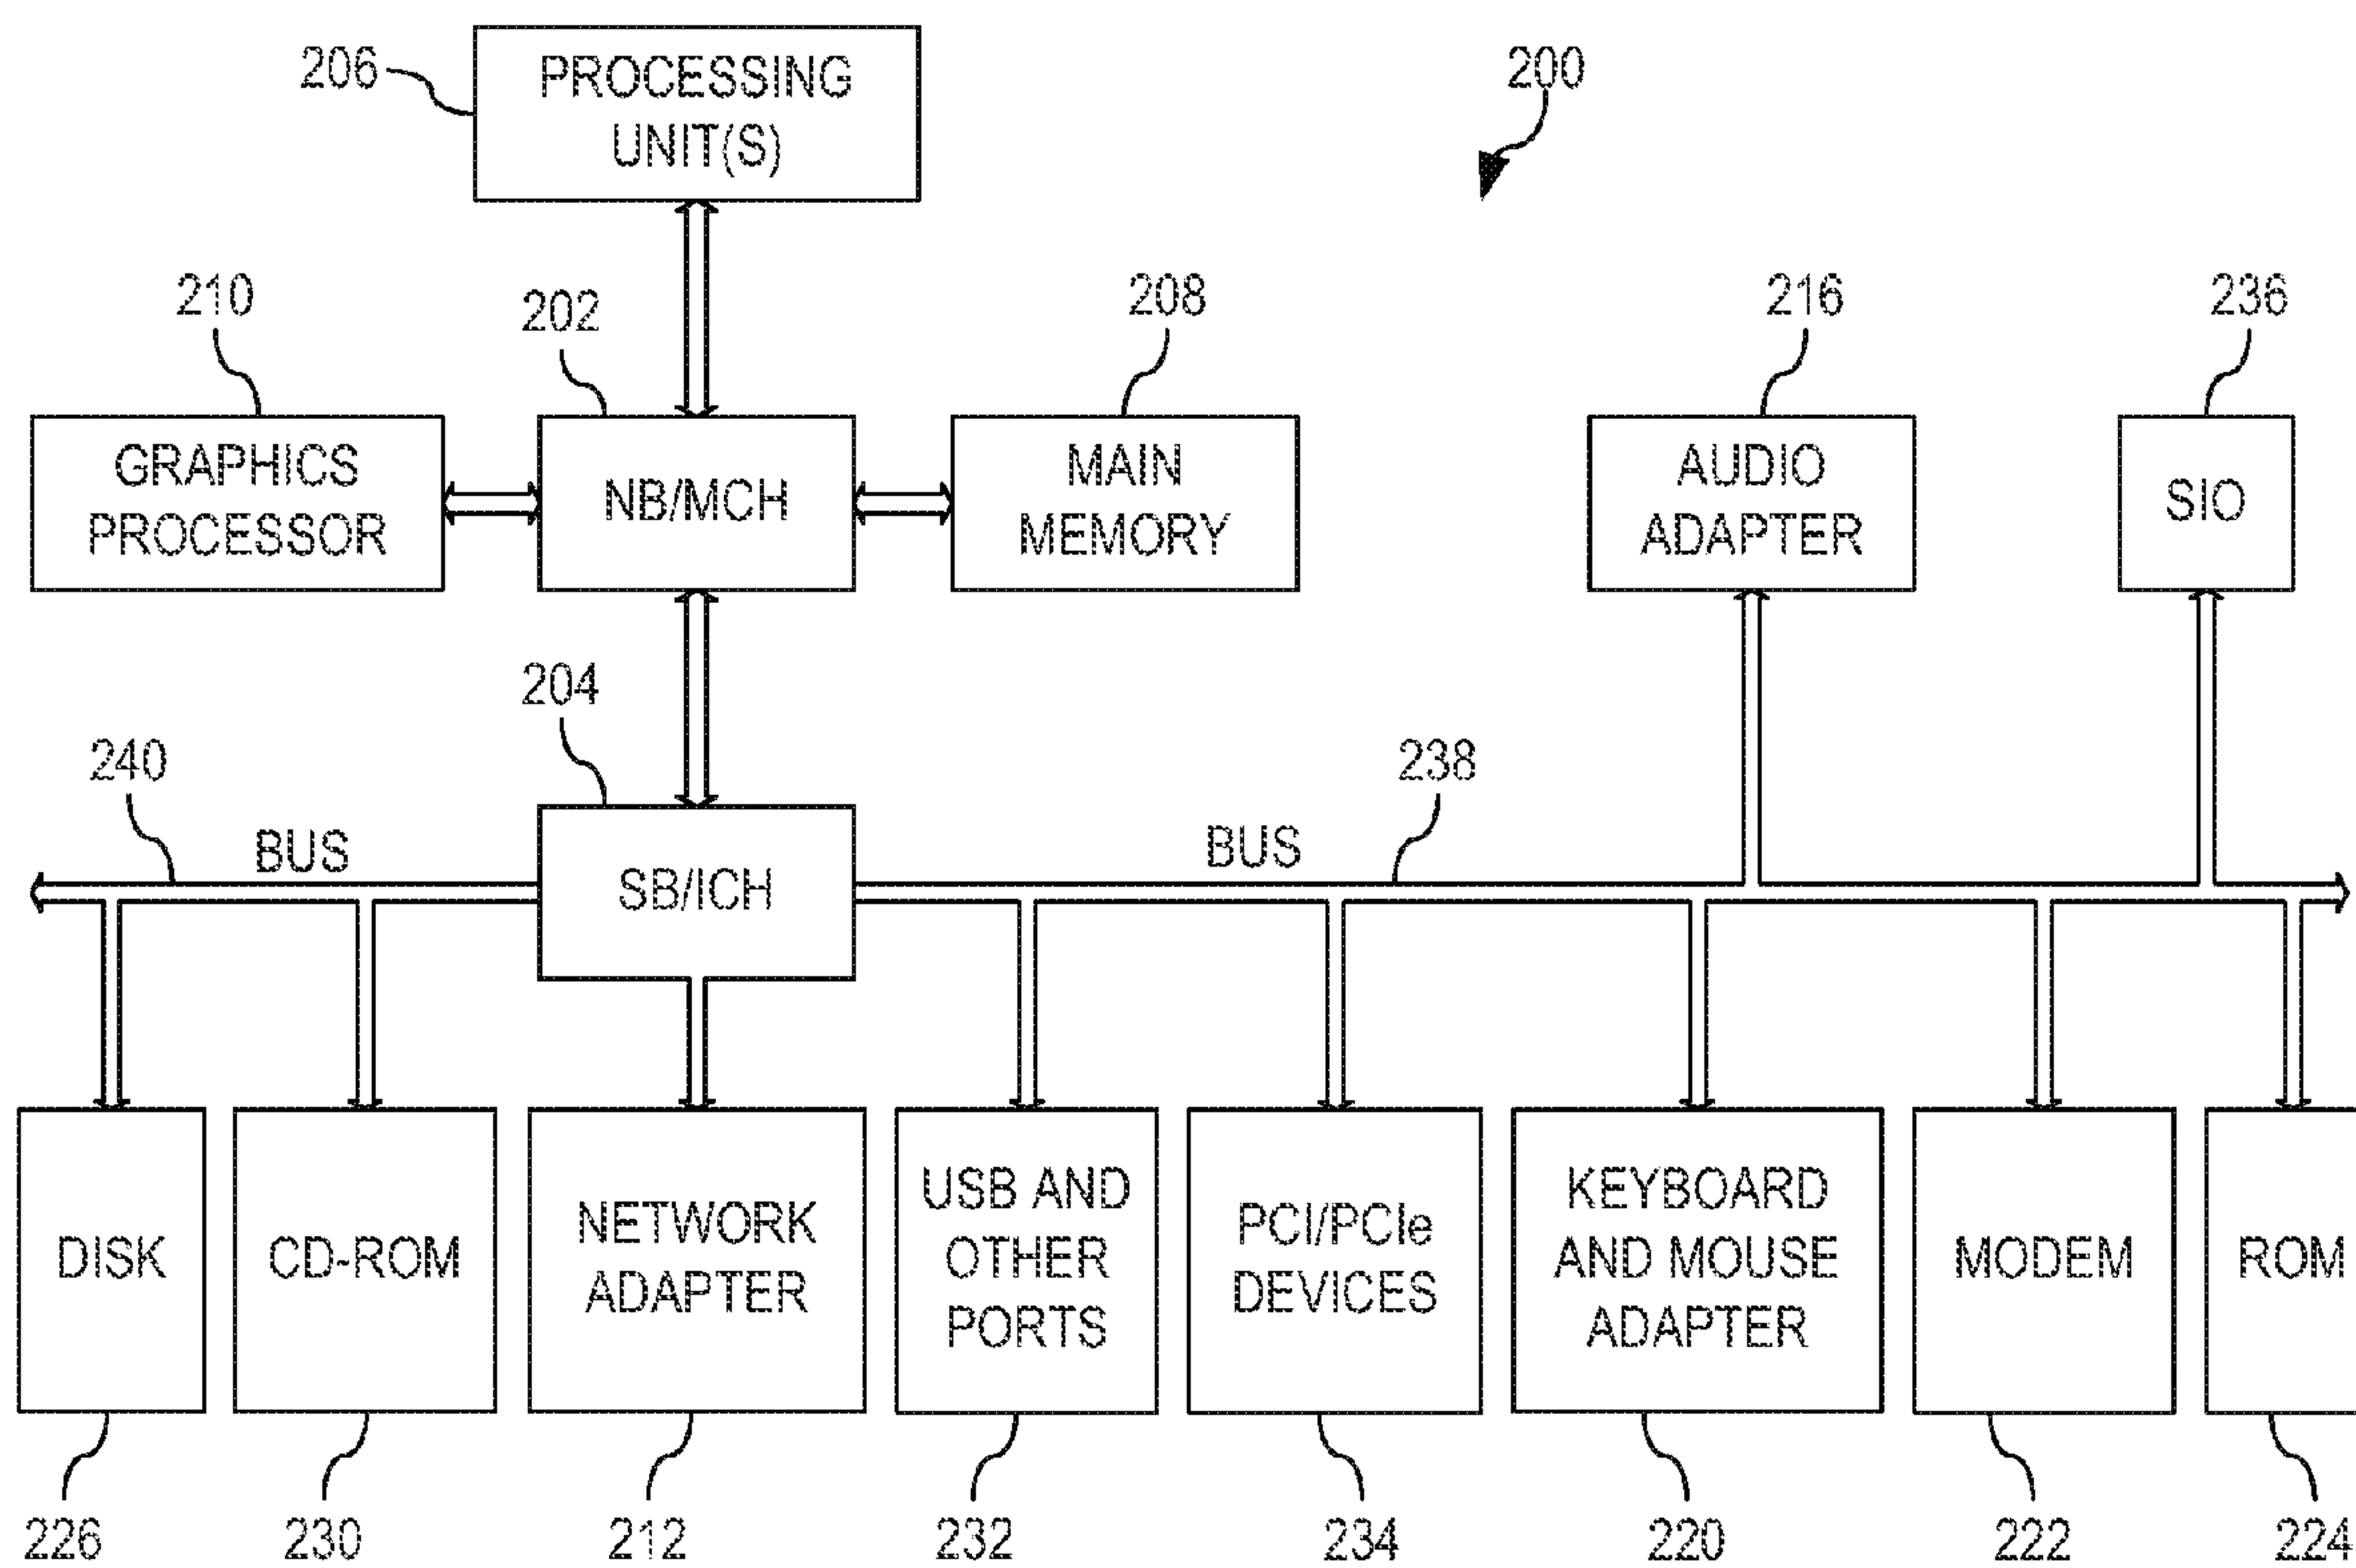 206
PROCESSING
UNIT(S)
200
210
202
208
216
236
GRAPHICS
PROCESSOR
NB/MCH
MAIN
MEMORY
AUDIO
ADAPTER
SIO
204
240
238
BUS
BUS
SB/ICH
DISK
CD-ROM
NETWORK
ADAPTER
USB AND
OTHER
PORTS
PCI/PCIe
DEVICES
KEYBOARD
AND MOUSE
ADAPTER
MODEM
ROM
226
230
212
232
234
220
222
224